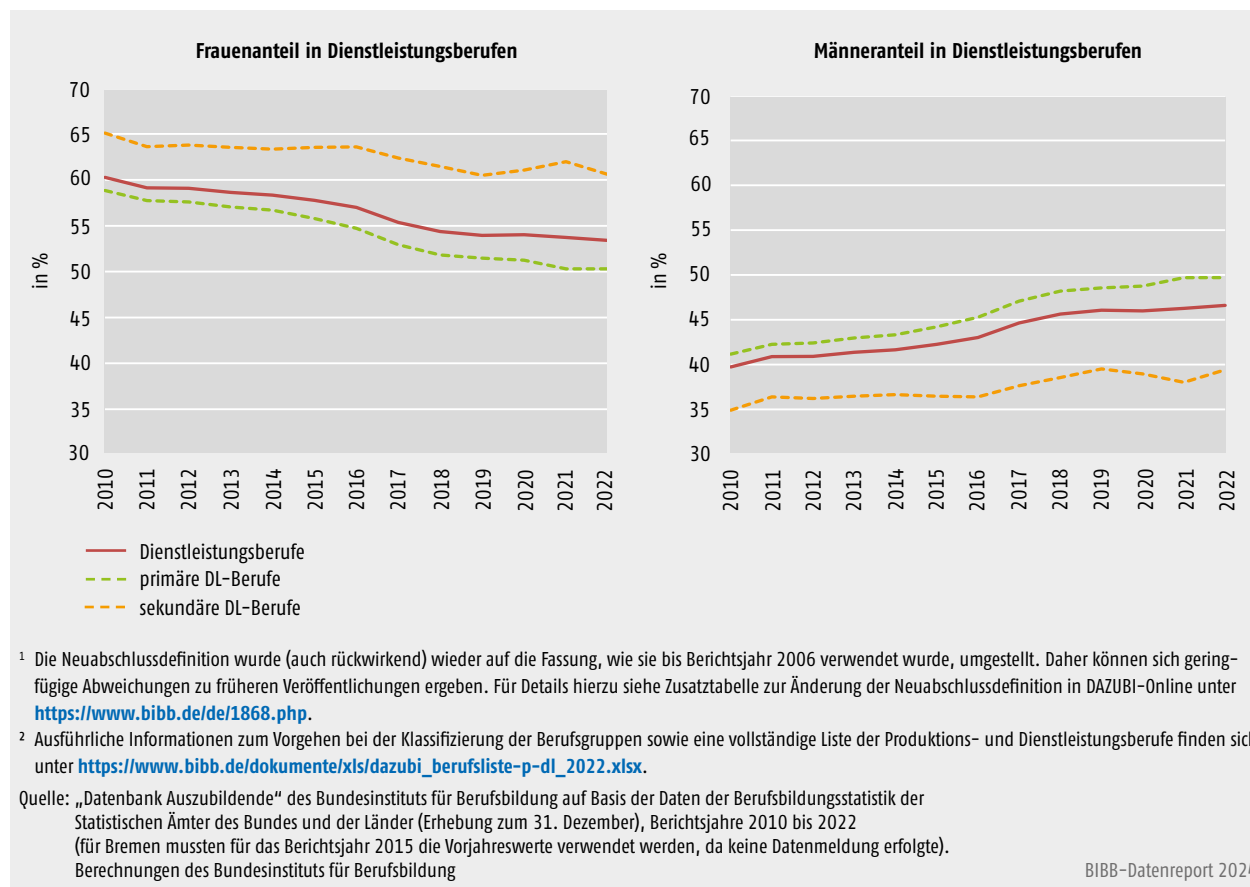 Frauenanteil in Dienstleistungsberufen
70
65
60
55
50
45
40
35
30
in %
2010
2011
2012
2013
2014
2015
2016
2017
2018
2019
2020
2021
2022
Männeranteil in Dienstleistungsberufen
70
65
60
55
50
45
40
35
30
in %
2010
2011
2012
2013
2014
2015
2016
2017
2018
2019
2020
2021
2022
Dienstleistungsberufe
primäre DL-Berufe
sekundäre DL-Berufe
¹ Die Neuabschlussdefinition wurde (auch rückwirkend) wieder auf die Fassung, wie sie bis Berichtsjahr 2006 verwendet wurde, umgestellt. Daher können sich gering-
fügige Abweichungen zu früheren Veröffentlichungen ergeben. Für Details hierzu siehe Zusatztabelle zur Änderung der Neuabschlussdefinition in DAZUBI-Online unter
https://www.bibb.de/de/1868.php.
² Ausführliche Informationen zum Vorgehen bei der Klassifizierung der Berufsgruppen sowie eine vollständige Liste der Produktions- und Dienstleistungsberufe finden sich
unter https://www.bibb.de/dokumente/xls/dazubi_berufsliste-p-dl_2022.xlsx.
Quelle: „Datenbank Auszubildende“ des Bundesinstituts für Berufsbildung auf Basis der Daten der Berufsbildungsstatistik der
Statistischen Ämter des Bundes und der Länder (Erhebung zum 31. Dezember), Berichtsjahre 2010 bis 2022
(für Bremen mussten für das Berichtsjahr 2015 die Vorjahreswerte verwendet werden, da keine Datenmeldung erfolgte).
Berechnungen des Bundesinstituts für Berufsbildung
BIBB-Datenreport 2024